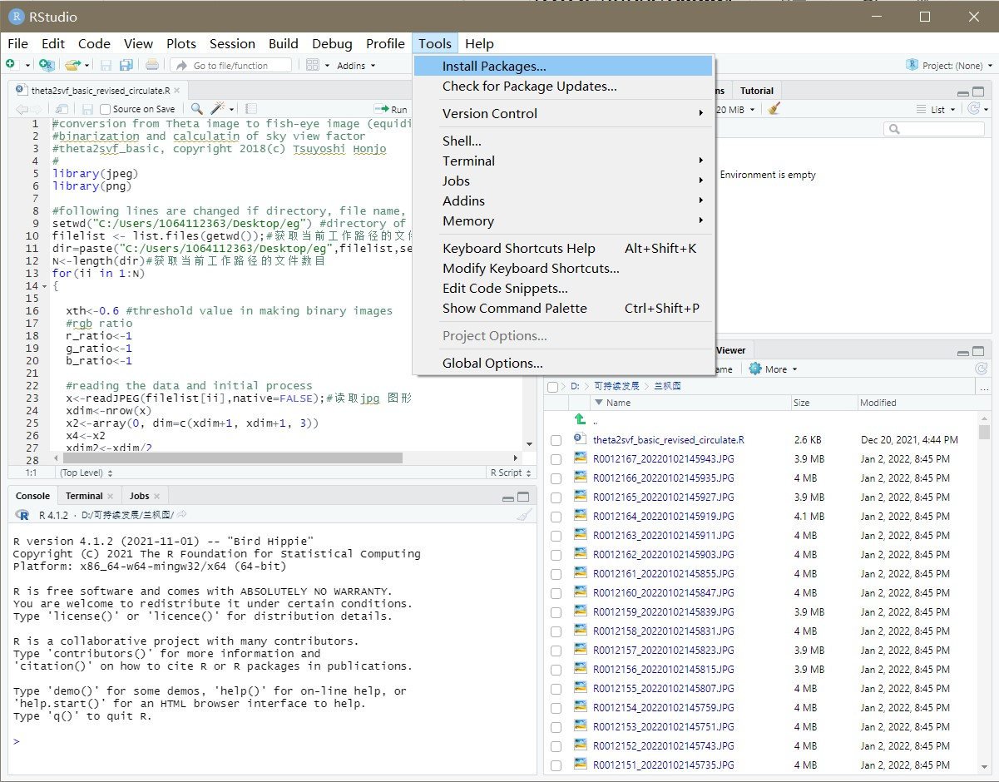 RStudio
File Edit Code View Plots Session Build Debug Profile Tools Help
Go to file/function Addins Project: (None)
Install Packages...
Check for Package Updates...
Version Control
Shell...
Terminal
Jobs
Addins
Memory
Keyboard Shortcuts Help Alt+Shift+K
Modify Keyboard Shortcuts...
Edit Code Snippets...
Show Command Palette Ctrl+Shift+P
Project Options...
Global Options...
theta2svf_basic_revised_circulate.R
Source on Save Run
1 #conversion from Theta image to fish-eye image (equidi
2 #binarization and calculatin of sky view factor
3 #theta2svf_basic, copyright 2018(c) Tsuyoshi Honjo
4 #
5 library(jpeg)
6 library(png)
7
8 #following lines are changed if directory, file name,
9 setwd("C:/Users/1064112363/Desktop/eg") #directory of
10 filelist <- list.files(getwd());#获取当前工作路径的文件
11 dir=paste("C:/Users/1064112363/Desktop/eg",filelist,se
12 N<-length(dir)#获取当前工作路径的文件数目
13 for(ii in 1:N)
14 {
15
16 xth<-0.6 #threshold value in making binary images
17 #rgb ratio
18 r_ratio<-1
19 g_ratio<-1
20 b_ratio<-1
21
22 #reading the data and initial process
23 x<-readJPEG(filelist[ii],native=FALSE);#读取jpg 图形
24 xdim<-nrow(x)
25 x2<-array(0, dim=c(xdim+1, xdim+1, 3))
26 x4<-x2
27 xdim2<-xdim/2
28
1:1 (Top Level) R Script
Console Terminal Jobs
R 4.1.2 · D:/可持续发展/兰枫园/
R version 4.1.2 (2021-11-01) -- "Bird Hippie"
Copyright (C) 2021 The R Foundation for Statistical Computing
Platform: x86_64-w64-mingw32/x64 (64-bit)
R is free software and comes with ABSOLUTELY NO WARRANTY.
You are welcome to redistribute it under certain conditions.
Type 'license()' or 'licence()' for distribution details.
R is a collaborative project with many contributors.
Type 'contributors()' for more information and
'citation()' on how to cite R or R packages in publications.
Type 'demo()' for some demos, 'help()' for on-line help, or
'help.start()' for an HTML browser interface to help.
Type 'q()' to quit R.
>
ns Tutorial
20 MiB List
Environment is empty
Viewer
ame More
D: 可持续发展 兰枫园 ...
Name Size Modified
..
theta2svf_basic_revised_circulate.R 2.6 KB Dec 20, 2021, 4:44 PM
R0012167_20220102145943.JPG 3.9 MB Jan 2, 2022, 8:45 PM
R0012166_20220102145935.JPG 4 MB Jan 2, 2022, 8:45 PM
R0012165_20220102145927.JPG 3.9 MB Jan 2, 2022, 8:45 PM
R0012164_20220102145919.JPG 4.1 MB Jan 2, 2022, 8:45 PM
R0012163_20220102145911.JPG 4 MB Jan 2, 2022, 8:45 PM
R0012162_20220102145903.JPG 4 MB Jan 2, 2022, 8:45 PM
R0012161_20220102145855.JPG 4 MB Jan 2, 2022, 8:45 PM
R0012160_20220102145847.JPG 4 MB Jan 2, 2022, 8:45 PM
R0012159_20220102145839.JPG 3.9 MB Jan 2, 2022, 8:45 PM
R0012158_20220102145831.JPG 4 MB Jan 2, 2022, 8:45 PM
R0012157_20220102145823.JPG 3.9 MB Jan 2, 2022, 8:45 PM
R0012156_20220102145815.JPG 3.9 MB Jan 2, 2022, 8:45 PM
R0012155_20220102145807.JPG 4 MB Jan 2, 2022, 8:45 PM
R0012154_20220102145759.JPG 4 MB Jan 2, 2022, 8:45 PM
R0012153_20220102145751.JPG 4 MB Jan 2, 2022, 8:45 PM
R0012152_20220102145743.JPG 4 MB Jan 2, 2022, 8:45 PM
R0012151_20220102145735.JPG 4 MB Jan 2, 2022, 8:45 PM